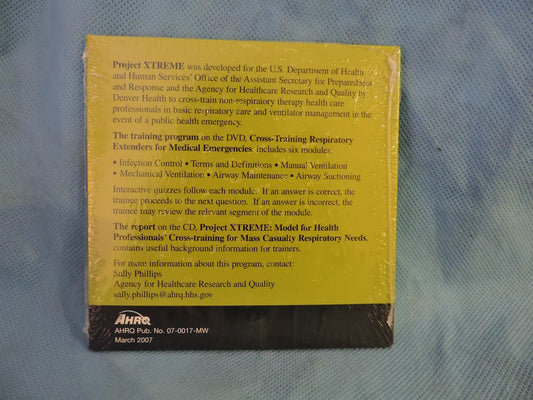 Project XTREME was developed for the U.S. Department of Health
and Human Services' Office of the Assistant Secretary for Preparedness
and Response and the Agency for Healthcare Research and Quality by
Denver Health to cross-train non-respiratory therapy health care
professionals in basic respiratory care and ventilator management in the
event of a public health emergency.
The training program on the DVD, Cross-Training Respiratory
Extenders for Medical Emergencies, includes six modules:
• Infection Control • Terms and Definitions • Manual Ventilation
• Mechanical Ventilation • Airway Maintenance • Airway Suctioning
Interactive quizzes follow each module. If an answer is correct, the
trainee proceeds to the next question. If an answer is incorrect, the
trainee may review the relevant segment of the module.
The report on the CD, Project XTREME: Model for Health
Professionals' Cross-training for Mass Casualty Respiratory Needs,
contains useful background information for trainers.
For more information about this program, contact:
Sally Phillips
Agency for Healthcare Research and Quality
sally.phillips@ahrq.hhs.gov
AHRQ
AHRQ Pub. No. 07-0017-MW
March 2007